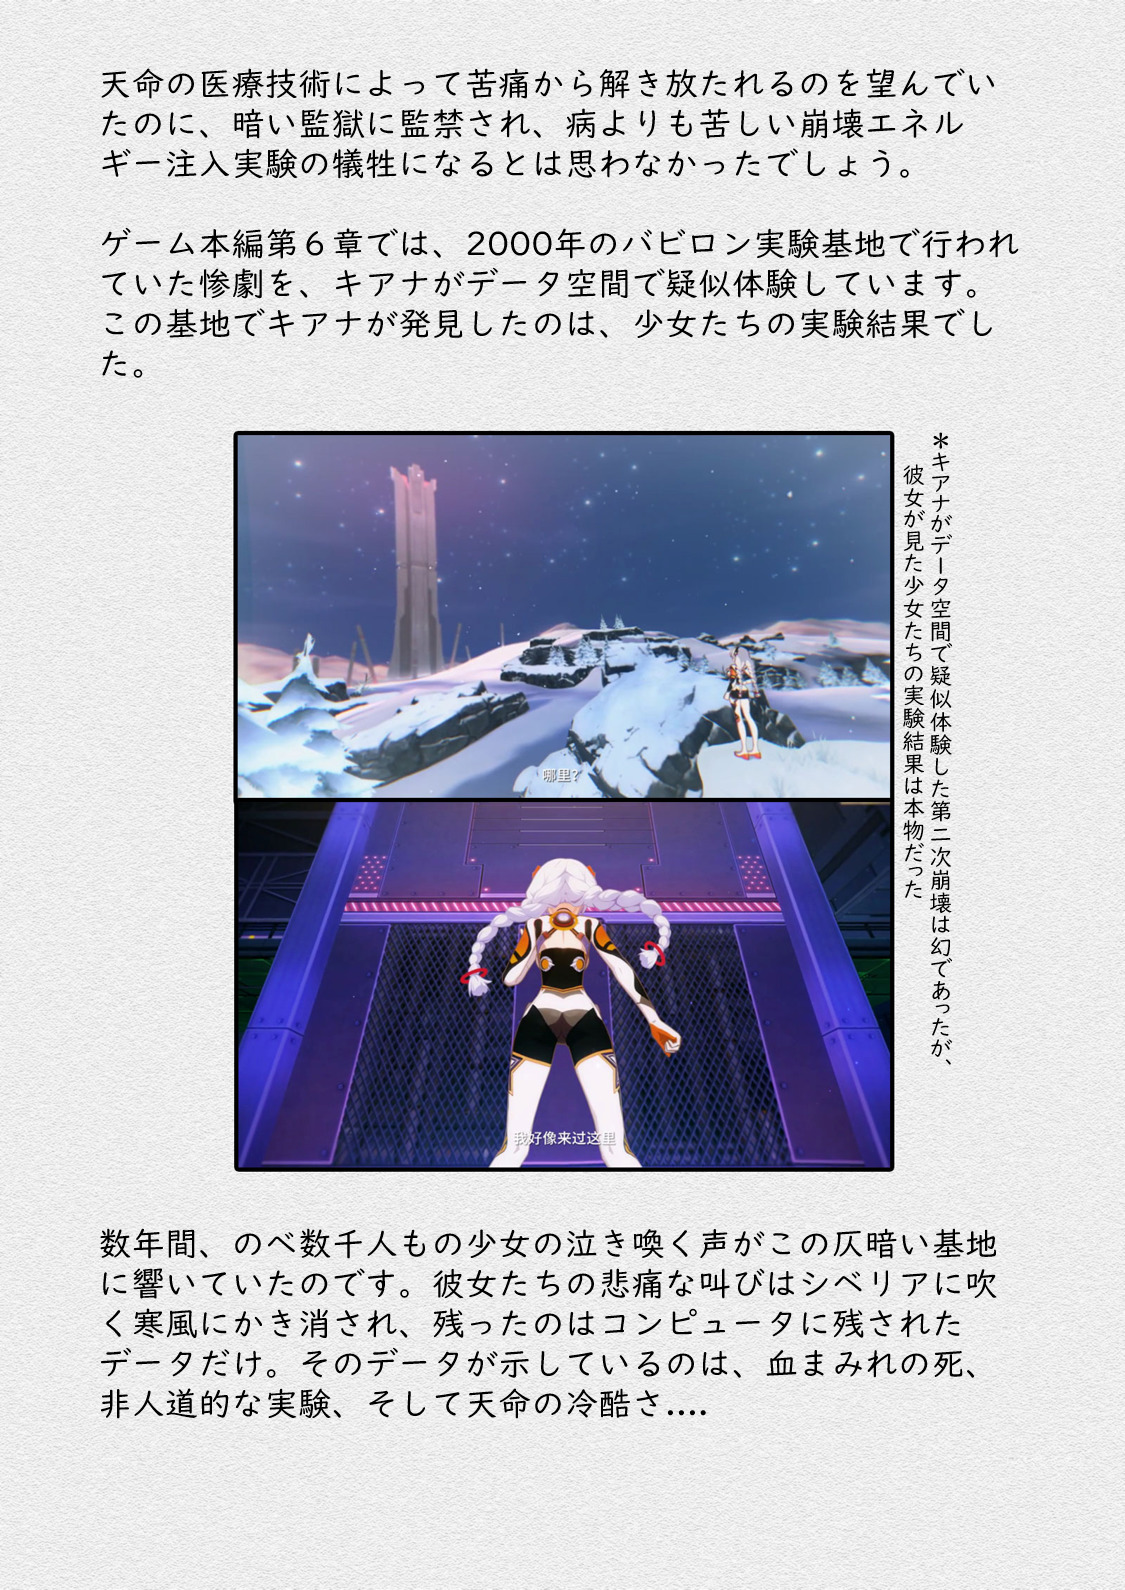 天命の医療技術によって苦痛から解き放たれるのを望んでい
たのに、暗い監獄に監禁され、病よりも苦しい崩壊エネル
ギー注入実験の犠牲になるとは思わなかったでしょう。
ゲーム本編第６章では、2000年のバビロン実験基地で行われ
ていた惨劇を、キアナがデータ空間で疑似体験しています。
この基地でキアナが発見したのは、少女たちの実験結果でし
た。
＊キアナがデータ空間で疑似体験した第二次崩壊は幻であったが、
彼女が見た少女たちの実験結果は本物だった
哪里?
我好像来过这里
数年間、のべ数千人もの少女の泣き喚く声がこの仄暗い基地
に響いていたのです。彼女たちの悲痛な叫びはシベリアに吹
く寒風にかき消され、残ったのはコンピュータに残された
データだけ。そのデータが示しているのは、血まみれの死、
非人道的な実験、そして天命の冷酷さ....